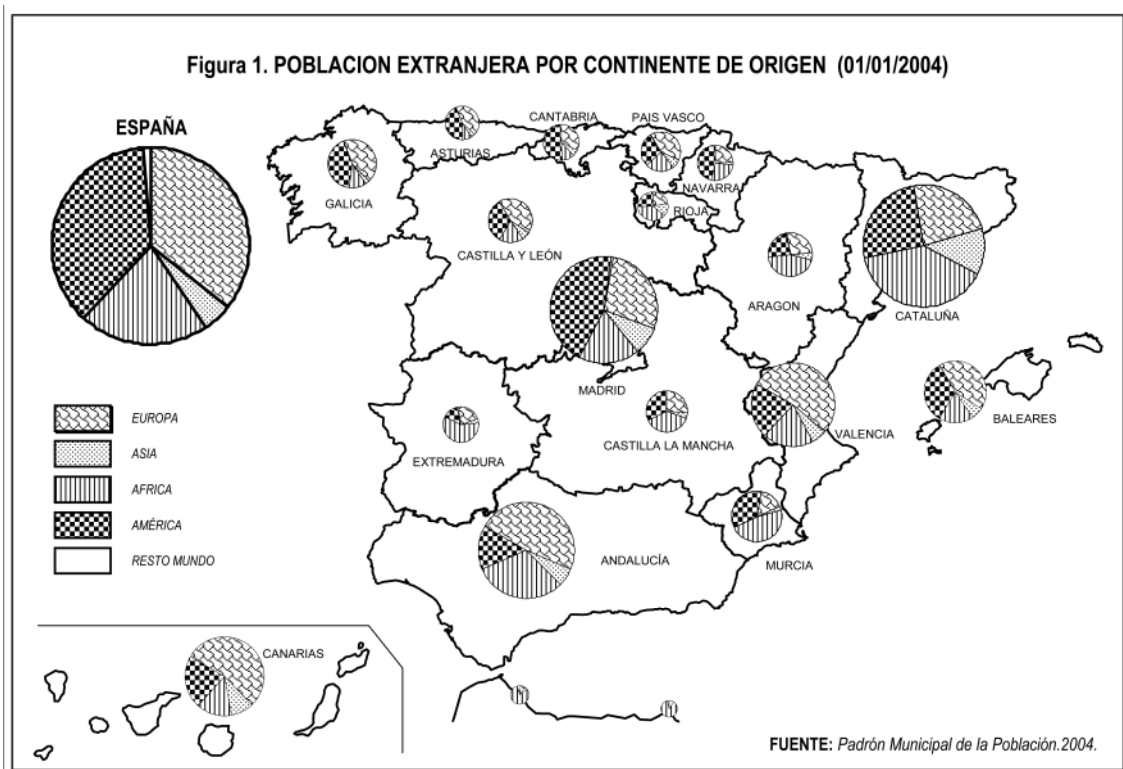 Figura 1. POBLACION EXTRANJERA POR CONTINENTE DE ORIGEN (01/01/2004)
ESPAÑA
CANTABRIA
PAIS VASCO
ASTURIAS
GALICIA
NAVARRA
RIOJA
CASTILLA Y LEÓN
ARAGON
CATALUÑA
MADRID
BALEARES
CASTILLA LA MANCHA
VALENCIA
EXTREMADURA
ANDALUCÍA
MURCIA
EUROPA
ASIA
AFRICA
AMÉRICA
RESTO MUNDO
CANARIAS
FUENTE: Padrón Municipal de la Población.2004.